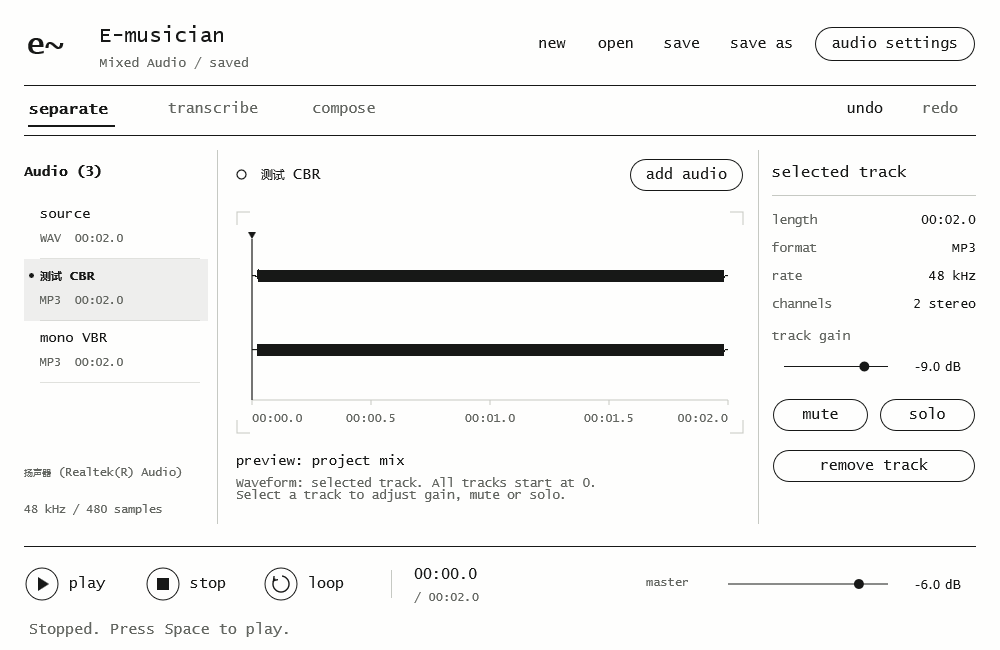 e~
E-musician
Mixed Audio / saved
new open save save as audio settings
separate transcribe compose undo redo
Audio (3)
source
WAV 00:02.0
测试 CBR
MP3 00:02.0
mono VBR
MP3 00:02.0
扬声器 (Realtek(R) Audio)
48 kHz / 480 samples
测试 CBR add audio
00:00.0 00:00.5 00:01.0 00:01.5 00:02.0
preview: project mix
Waveform: selected track. All tracks start at 0.
Select a track to adjust gain, mute or solo.
selected track
length 00:02.0
format MP3
rate 48 kHz
channels 2 stereo
track gain
-9.0 dB
mute solo
remove track
play stop loop
00:00.0
/ 00:02.0
master -6.0 dB
Stopped. Press Space to play.